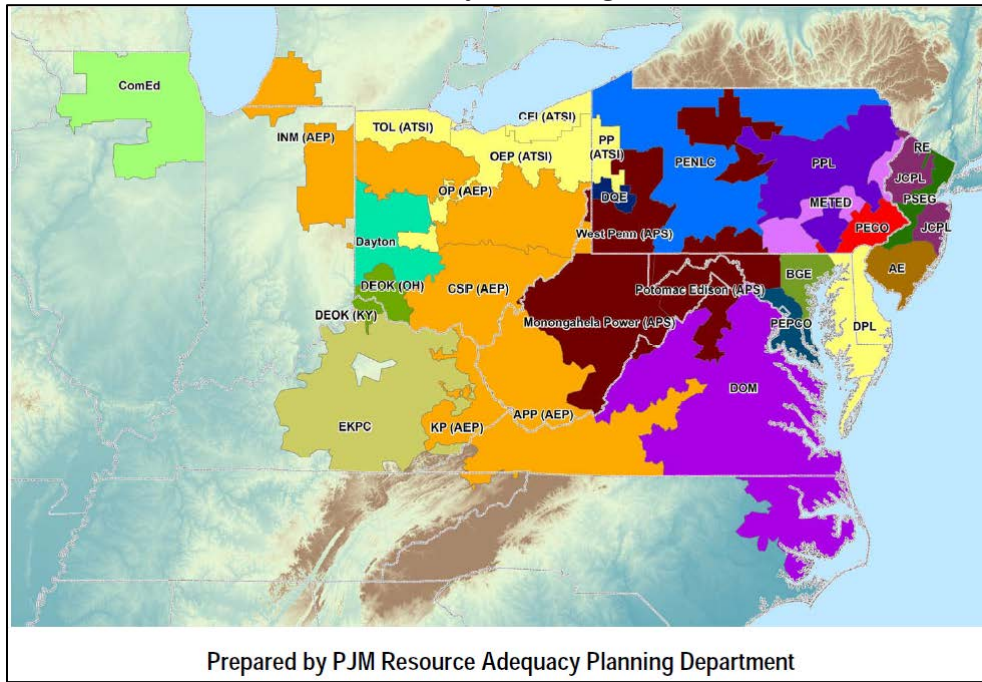 ComEd
INM (AEP)
TOL (ATSI)
CEI (ATSI)
OEP (ATSI)
PP
(ATSI)
PENLC
PPL
RE
JCPL
OP (AEP)
DQE
METED
PSEG
PECO
JCPL
Dayton
West Penn (APS)
AE
BGE
DEOK (OH)
CSP (AEP)
Potomac Edison (APS)
DEOK (KY)
Monongahela Power (APS)
PEPCO
DPL
DOM
EKPC
KP (AEP)
APP (AEP)
Prepared by PJM Resource Adequacy Planning Department